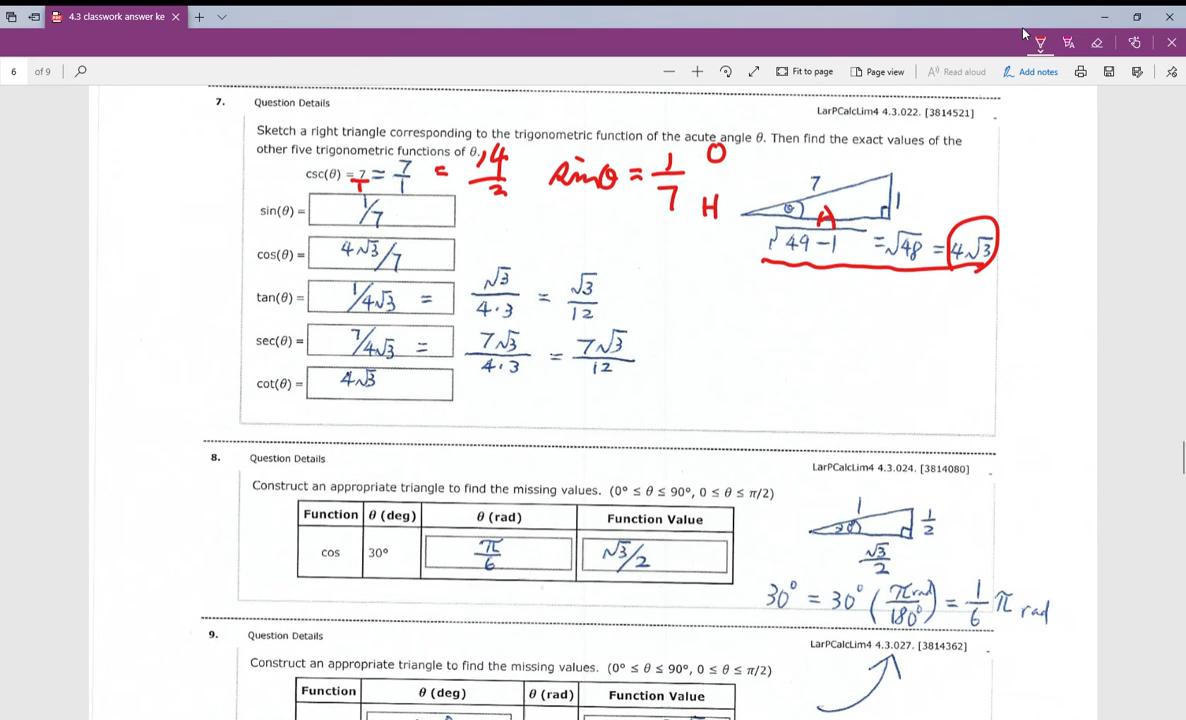 4.3 classwork answer ke
6 of 9
Fit to page
Page view
Read aloud
Add notes
7. Question Details
LarPCalcLim4 4.3.022. [3814521]
Sketch a right triangle corresponding to the trigonometric function of the acute angle θ. Then find the exact values of the
other five trigonometric functions of θ.
csc(θ) = 7/1 = 7/1 = 14/2 sinθ = 1/7 O H
7 1 θ A
sin(θ) = 1/7
√49-1 = √48 = 4√3
cos(θ) = 4√3/7
tan(θ) = 1/4√3 = √3/4·3 = √3/12
sec(θ) = 7/4√3 = 7√3/4·3 = 7√3/12
cot(θ) = 4√3
8. Question Details
LarPCalcLim4 4.3.024. [3814080]
Construct an appropriate triangle to find the missing values. (0° ≤ θ ≤ 90°, 0 ≤ θ ≤ π/2)
Function θ (deg) θ (rad) Function Value
cos 30° π/6 √3/2
1 1/2
√3/2
30° = 30° (π rad/180°) = 1/6 π rad
9. Question Details
LarPCalcLim4 4.3.027. [3814362]
Construct an appropriate triangle to find the missing values. (0° ≤ θ ≤ 90°, 0 ≤ θ ≤ π/2)
Function θ (deg) θ (rad) Function Value